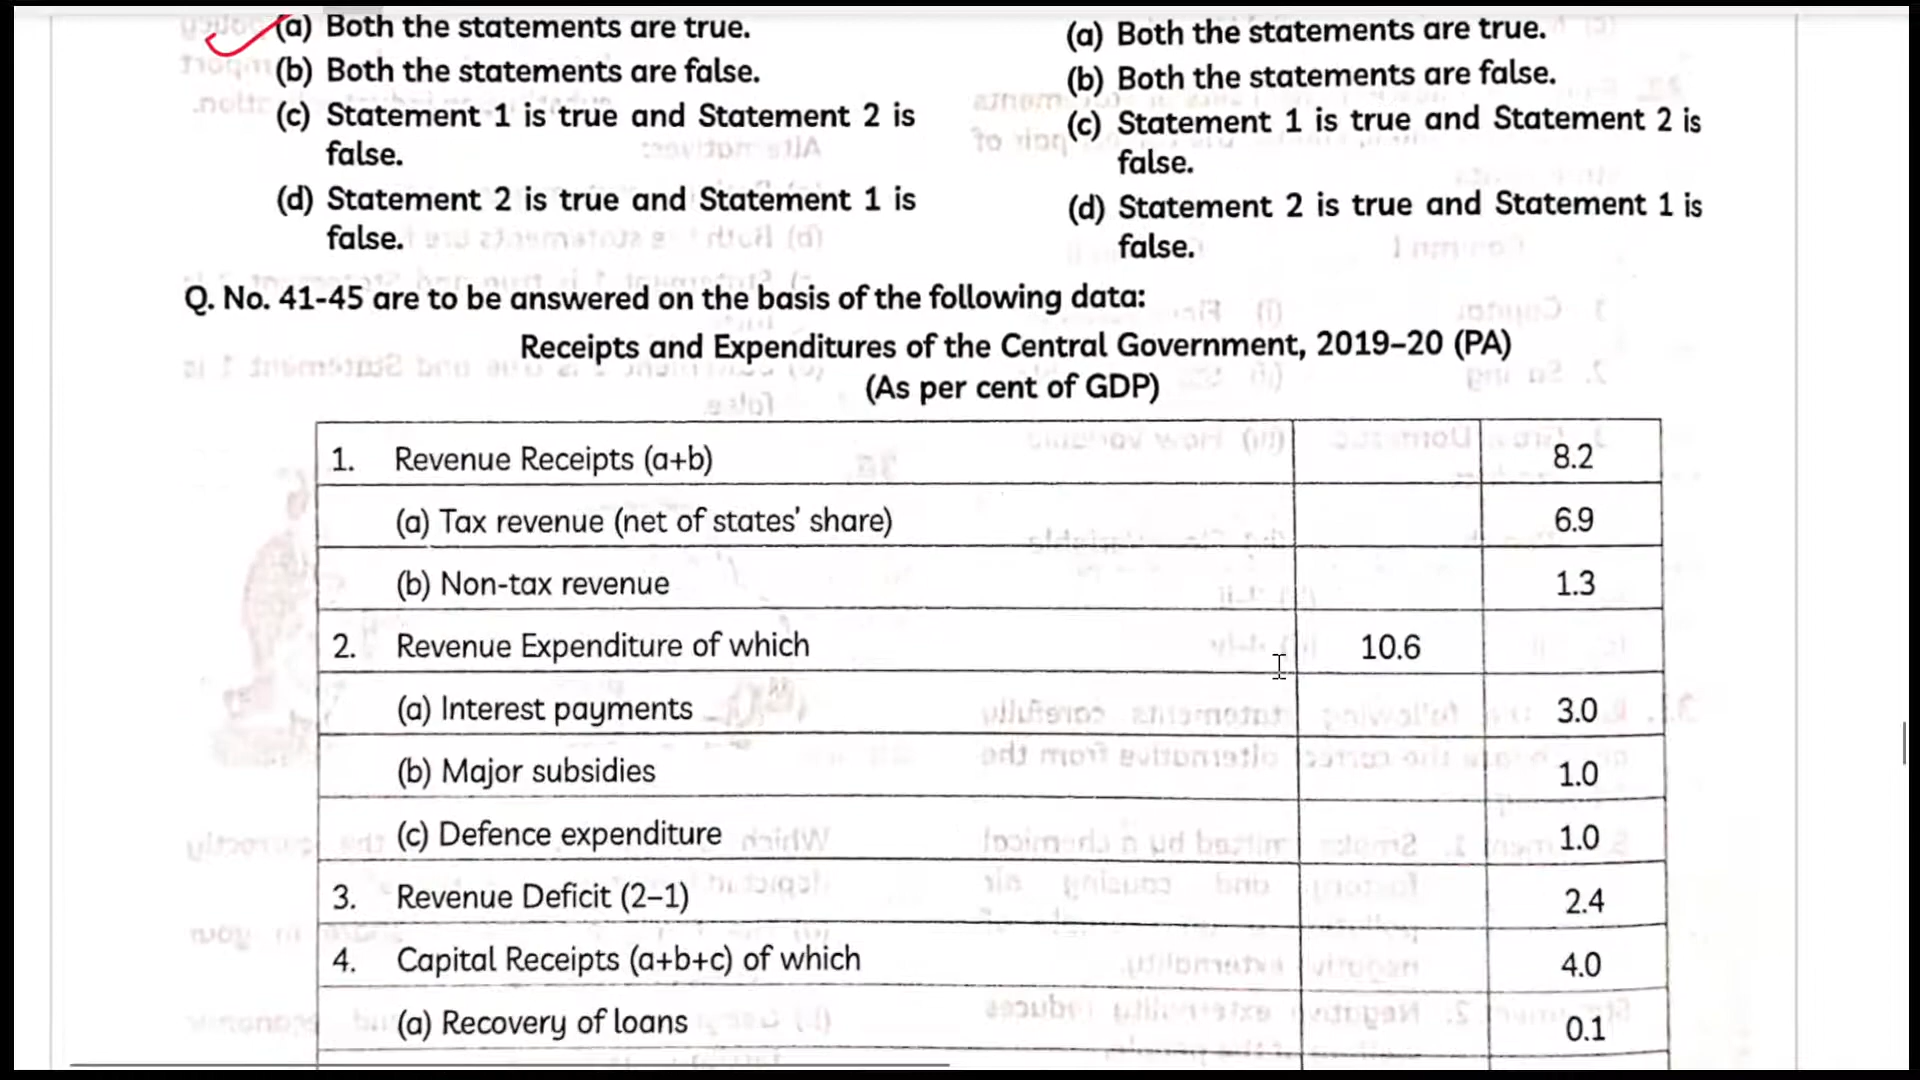 (a) Both the statements are true.
(b) Both the statements are false.
(c) Statement 1 is true and Statement 2 is
false.
(d) Statement 2 is true and Statement 1 is
false.
(a) Both the statements are true.
(b) Both the statements are false.
(c) Statement 1 is true and Statement 2 is
false.
(d) Statement 2 is true and Statement 1 is
false.
Q. No. 41-45 are to be answered on the basis of the following data:
Receipts and Expenditures of the Central Government, 2019–20 (PA)
(As per cent of GDP)
1. Revenue Receipts (a+b) 8.2
(a) Tax revenue (net of states' share) 6.9
(b) Non-tax revenue 1.3
2. Revenue Expenditure of which 10.6
(a) Interest payments 3.0
(b) Major subsidies 1.0
(c) Defence expenditure 1.0
3. Revenue Deficit (2–1) 2.4
4. Capital Receipts (a+b+c) of which 4.0
(a) Recovery of loans 0.1